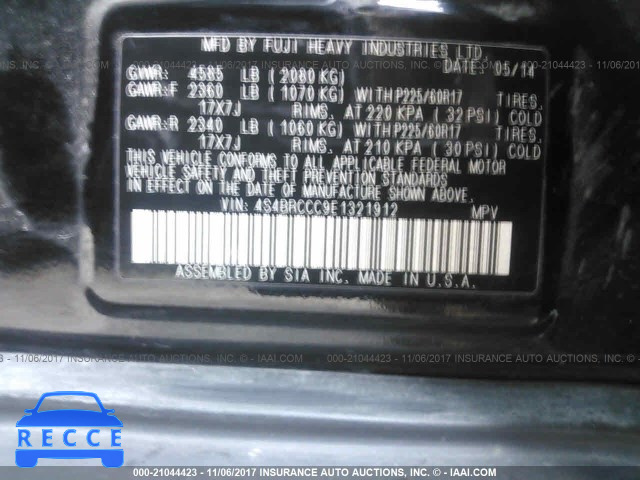 MFD BY FUJI HEAVY INDUSTRIES LTD
DATE: 05/14
GVWR: 4585 LB (2080 KG)
GAWR:F 2360 LB (1070 KG) WITH P225/60R17 TIRES,
17X7J RIMS, AT 220 KPA (32 PSI) COLD
GAWR:R 2340 LB (1060 KG) WITH P225/60R17 TIRES,
17X7J RIMS, AT 210 KPA (30 PSI) COLD
THIS VEHICLE CONFORMS TO ALL APPLICABLE FEDERAL MOTOR
VEHICLE SAFETY AND THEFT PREVENTION STANDARDS
IN EFFECT ON THE DATE OF MANUFACTURE SHOWN ABOVE.
VIN: 4S4BRCCC9E1321912 MPV
ASSEMBLED BY SIA INC. MADE IN U.S.A.
000-21044423 - 11/06/2017 INSURANCE AUTO AUCTIONS CORPORATION - © IAAI.COM
RECCE
000-21044423 - 11/06/2017 INSURANCE AUTO AUCTIONS CORPORATION - © IAAI.COM